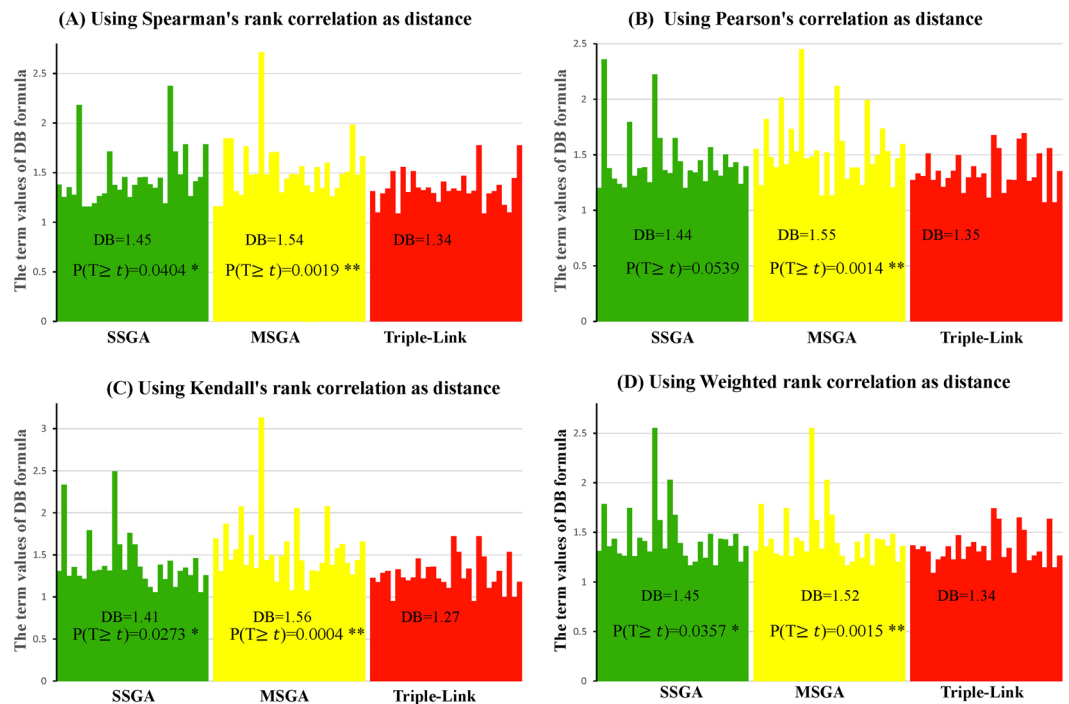 (A) Using Spearman's rank correlation as distance
The term values of DB formula
2.5
2
1.5
1
0.5
0
DB=1.45
P(T≥ t)=0.0404 *
DB=1.54
P(T≥ t)=0.0019 **
DB=1.34
SSGA
MSGA
Triple-Link
(B) Using Pearson's correlation as distance
The term values of DB formula
2.5
2
1.5
1
0.5
0
DB=1.44
P(T≥ t)=0.0539
DB=1.55
P(T≥ t)=0.0014 **
DB=1.35
SSGA
MSGA
Triple-Link
(C) Using Kendall's rank correlation as distance
The term values of DB formula
3
2.5
2
1.5
1
0.5
0
DB=1.41
P(T≥ t)=0.0273 *
DB=1.56
P(T≥ t)=0.0004 **
DB=1.27
SSGA
MSGA
Triple-Link
(D) Using Weighted rank correlation as distance
The term values of DB formula
2.5
2
1.5
1
0.5
0
DB=1.45
P(T≥ t)=0.0357 *
DB=1.52
P(T≥ t)=0.0015 **
DB=1.34
SSGA
MSGA
Triple-Link